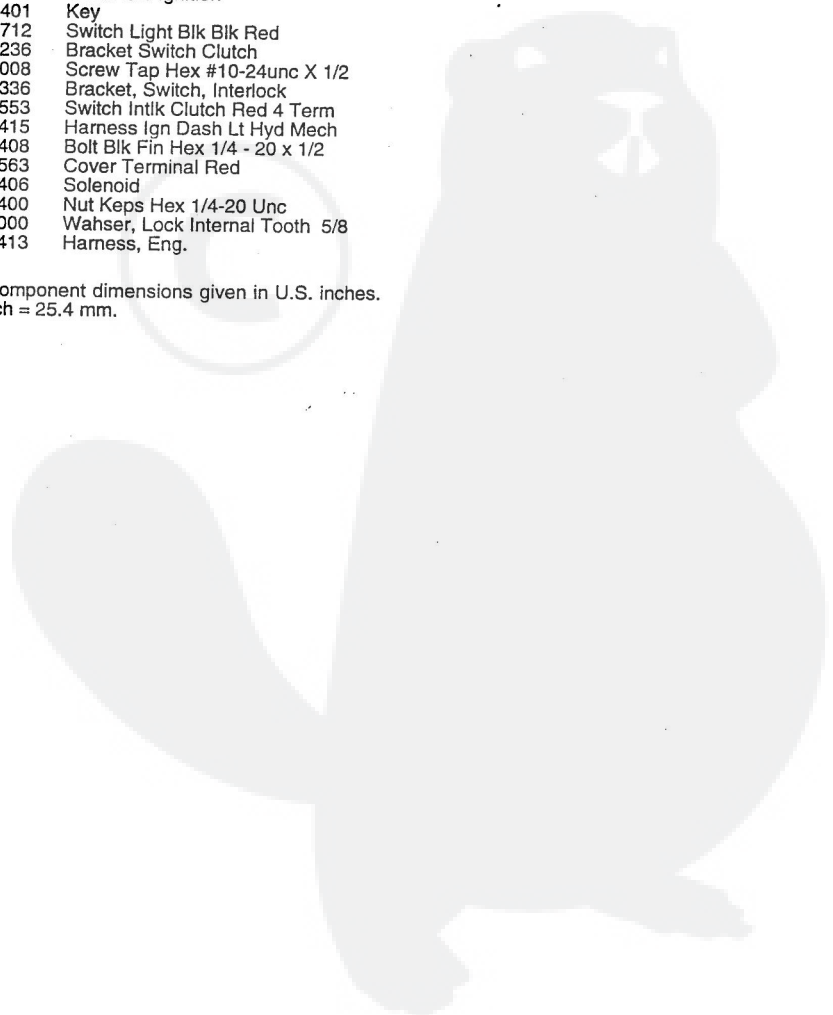 401 Key
712 Switch Light Blk Blk Red
236 Bracket Switch Clutch
008 Screw Tap Hex #10-24unc X 1/2
336 Bracket, Switch, Interlock
553 Switch Intlk Clutch Red 4 Term
415 Harness Ign Dash Lt Hyd Mech
408 Bolt Blk Fin Hex 1/4 - 20 x 1/2
563 Cover Terminal Red
406 Solenoid
400 Nut Keps Hex 1/4-20 Unc
000 Wahser, Lock Internal Tooth 5/8
413 Harness, Eng.
omponent dimensions given in U.S. inches.
ch = 25.4 mm.
©